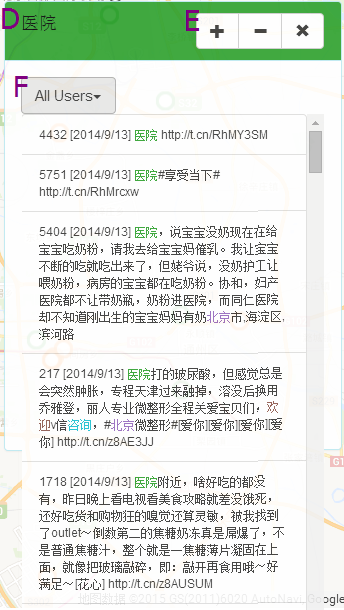 D
医院
E
F
All Users
4432 [2014/9/13] 医院 http://t.cn/RhMY3SM
5751 [2014/9/13] 医院#享受当下#
http://t.cn/RhMrcxw
5404 [2014/9/13] 医院，说宝宝没奶现在在给
宝宝吃奶粉，请我去给宝宝妈催乳。我让宝宝
不断的吃就吃出来了，但姥爷说，没奶护工让
喂奶粉，病房的宝宝都在吃奶粉。协和，妇产
医院都不让带奶瓶，奶粉进医院，而同仁医院
却不知道刚出生的宝宝妈妈有奶北京市,海淀区,
滨河路
217 [2014/9/13] 医院打的玻尿酸，但感觉总是
会突然肿胀，专程天津过来融掉，溶没后换用
乔雅登，丽人专业微整形全程关爱宝贝们，欢
迎v信咨询，#北京微整形#[爱你][爱你][爱你][爱
你] http://t.cn/z8AE3JJ
1718 [2014/9/13] 医院附近，啥好吃的都没
有，昨日晚上看电视看美食攻略就差没饿死，
还好吃货和购物狂的嗅觉还算灵敏，被我找到
了outlet～倒数第二的焦糖奶冻真是屌爆了，不
是普通焦糖汁，整个就是一焦糖薄片凝固在上
面，就像把玻璃敲碎，即：敲开再食用哦～好
满足～[花心] http://t.cn/z8AUSUM
地图数据 ©2015 GS(2011)6020 AutoNavi, Google